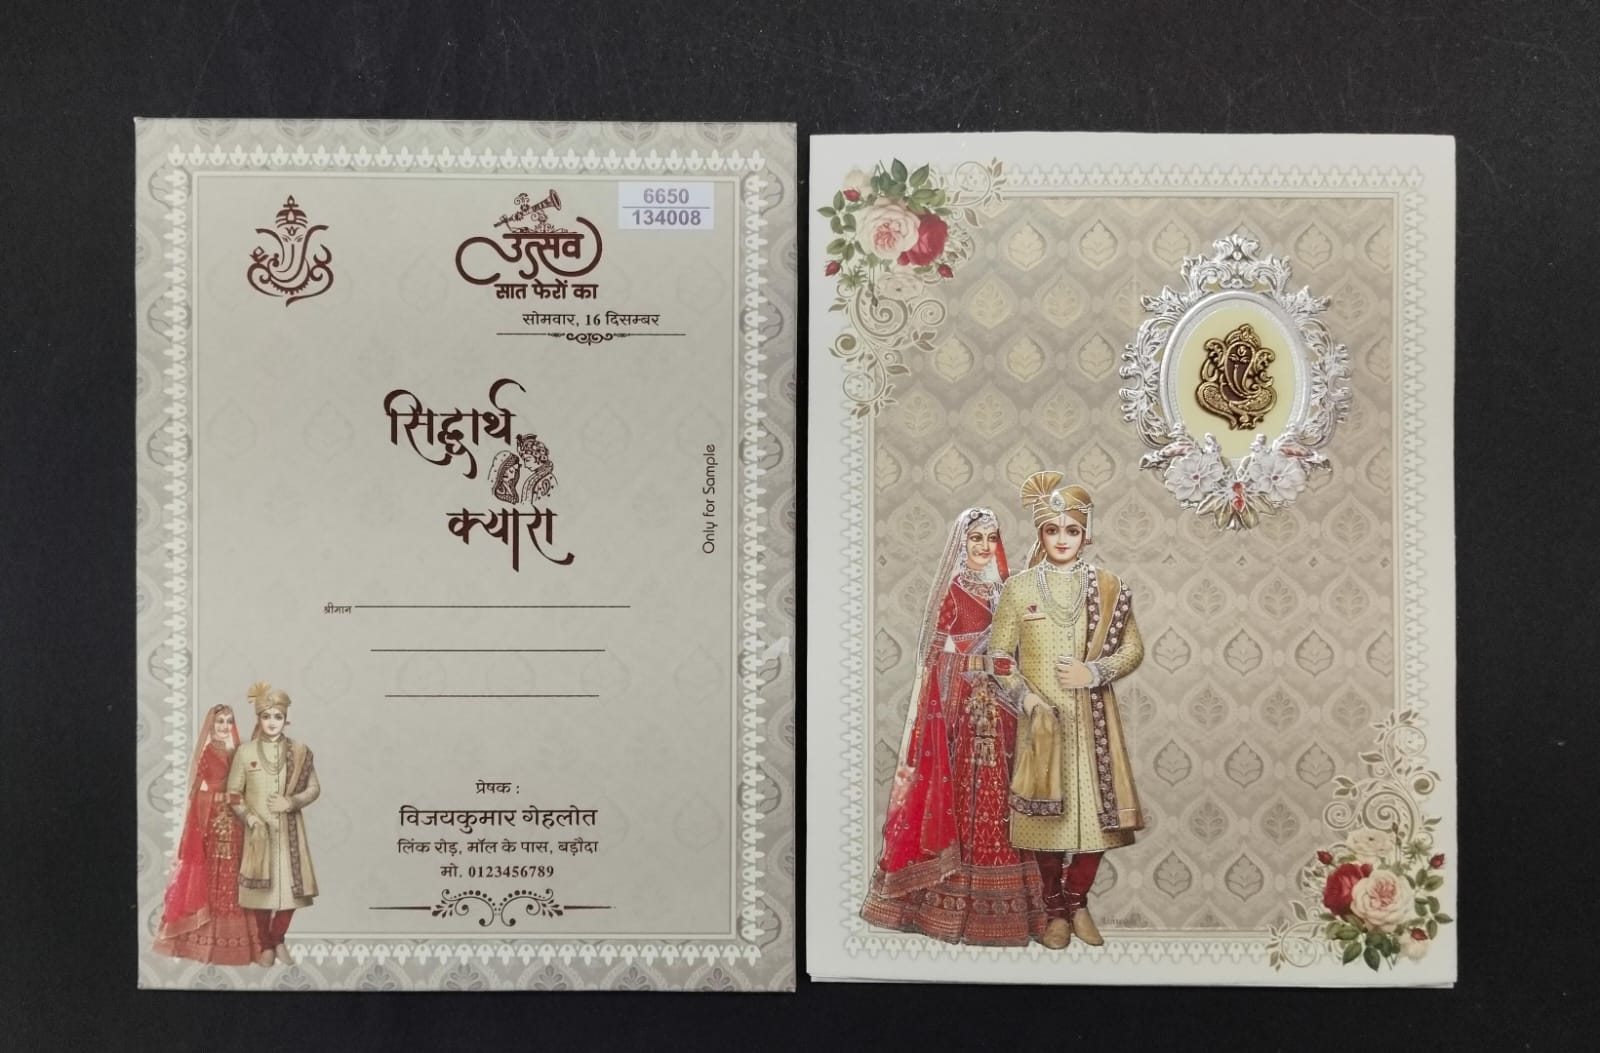 6650
134008
उत्सव
सात फेरों का
सोमवार, 16 दिसम्बर
सिद्धार्थ
क्यारा
Only for Sample
श्रीमान
प्रेषक :
विजयकुमार गेहलोत
लिंक रोड़, मॉल के पास, बड़ौदा
मो. 0123456789